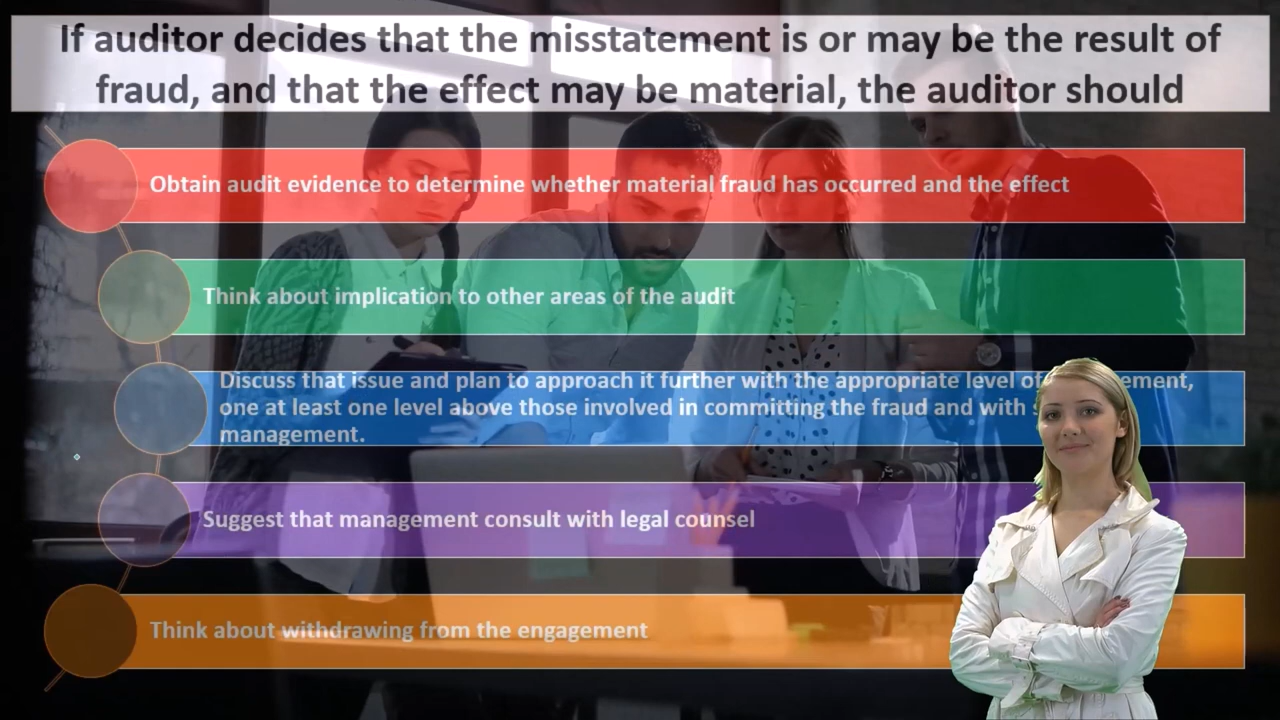 If auditor decides that the misstatement is or may be the result of
fraud, and that the effect may be material, the auditor should
Obtain audit evidence to determine whether material fraud has occurred and the effect
Think about implication to other areas of the audit
Discuss that issue and plan to approach it further with the appropriate level of
one at least one level above those involved in committing the fraud and with
management.
Suggest that management consult with legal counsel
Think about withdrawing from the engagement